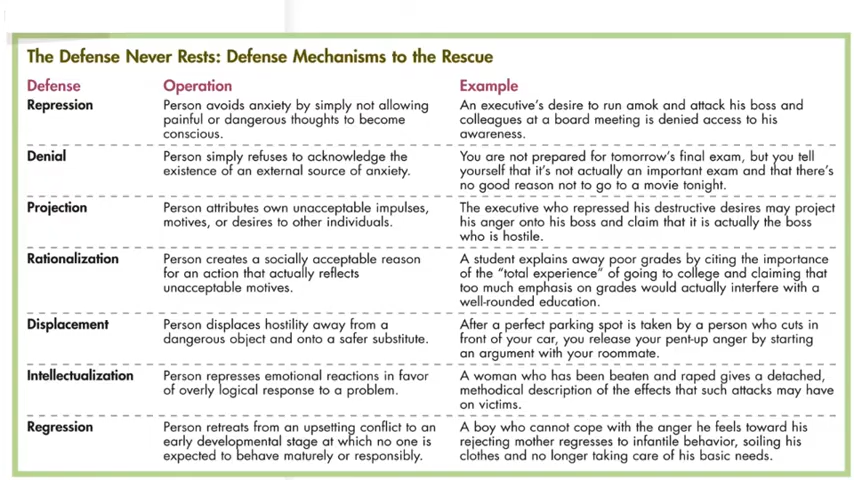 The Defense Never Rests: Defense Mechanisms to the Rescue
Defense Operation Example
Repression Person avoids anxiety by simply not allowing An executive's desire to run amok and attack his boss and
painful or dangerous thoughts to become colleagues at a board meeting is denied access to his
conscious. awareness.
Denial Person simply refuses to acknowledge the You are not prepared for tomorrow's final exam, but you tell
existence of an external source of anxiety. yourself that it's not actually an important exam and that there's
no good reason not to go to a movie tonight.
Projection Person attributes own unacceptable impulses, The executive who repressed his destructive desires may project
motives, or desires to other individuals. his anger onto his boss and claim that it is actually the boss
who is hostile.
Rationalization Person creates a socially acceptable reason A student explains away poor grades by citing the importance
for an action that actually reflects of the "total experience" of going to college and claiming that
unacceptable motives. too much emphasis on grades would actually interfere with a
well-rounded education.
Displacement Person displaces hostility away from a After a perfect parking spot is taken by a person who cuts in
dangerous object and onto a safer substitute. front of your car, you release your pent-up anger by starting
an argument with your roommate.
Intellectualization Person represses emotional reactions in favor A woman who has been beaten and raped gives a detached,
of overly logical response to a problem. methodical description of the effects that such attacks may have
on victims.
Regression Person retreats from an upsetting conflict to an A boy who cannot cope with the anger he feels toward his
early developmental stage at which no one is rejecting mother regresses to infantile behavior, soiling his
expected to behave maturely or responsibly. clothes and no longer taking care of his basic needs.